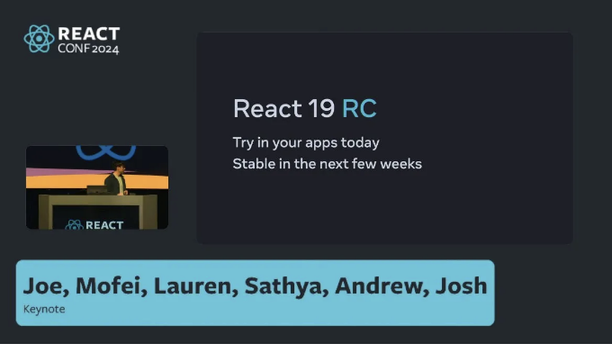 REACT
CONF 2024
React 19 RC
Try in your apps today
Stable in the next few weeks
REACT
Joe, Mofei, Lauren, Sathya, Andrew, Josh
Keynote